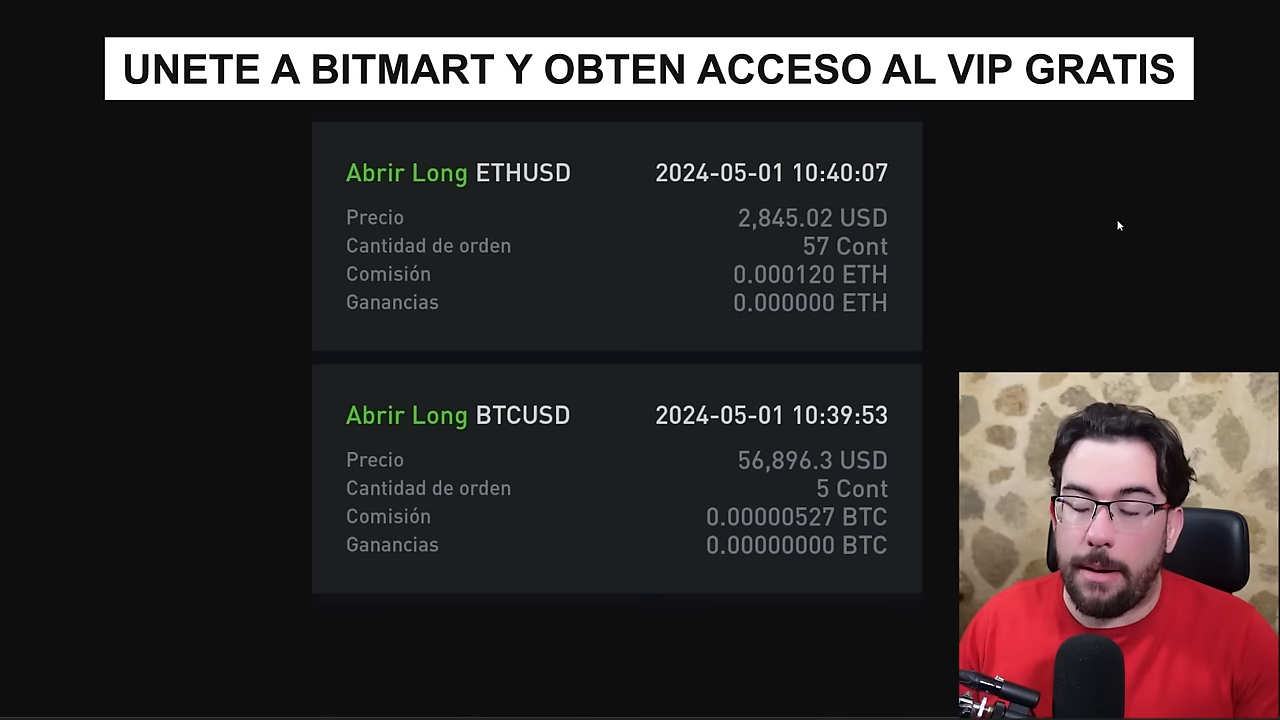 UNETE A BITMART Y OBTEN ACCESO AL VIP GRATIS
Abrir Long ETHUSD 2024-05-01 10:40:07
Precio 2,845.02 USD
Cantidad de orden 57 Cont
Comisión 0.000120 ETH
Ganancias 0.000000 ETH
Abrir Long BTCUSD 2024-05-01 10:39:53
Precio 56,896.3 USD
Cantidad de orden 5 Cont
Comisión 0.00000527 BTC
Ganancias 0.00000000 BTC